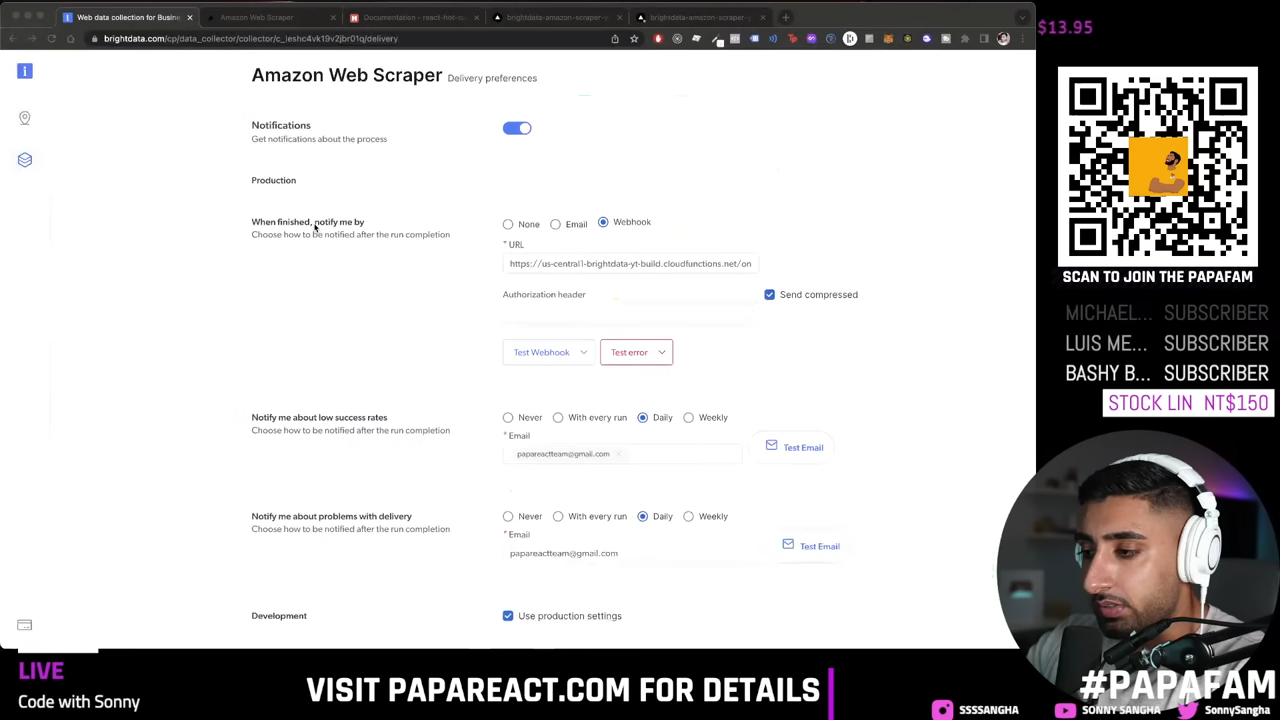 Web data collection for Busine
Amazon Web Scraper
Documentation - react-hot-
brightdata-amazon-scraper-
brightdata-amazon-scraper-
brightdata.com/cp/data_collector/collector/c_ieshc4vk19v2jbr01q/delivery
Amazon Web Scraper Delivery preferences
Notifications
Get notifications about the process
Production
When finished, notify me by
Choose how to be notified after the run completion
None Email Webhook
* URL
https://us-central1-brightdata-yt-build.cloudfunctions.net/on
Authorization header
Send compressed
Test Webhook
Test error
Notify me about low success rates
Choose how to be notified after the run completion
Never With every run Daily Weekly
* Email
papareactteam@gmail.com
Test Email
Notify me about problems with delivery
Choose how to be notified after the run completion
Never With every run Daily Weekly
* Email
papareactteam@gmail.com
Test Email
Development
Use production settings
$13.95
SCAN TO JOIN THE PAPAFAM
MICHAEL... SUBSCRIBER
LUIS ME... SUBSCRIBER
BASHY B... SUBSCRIBER
STOCK LIN NT$150
LIVE
Code with Sonny
VISIT PAPAREACT.COM FOR DETAILS
#PAPAFAM
SSSSANGHA
SONNY SANGHA
SONNYSANGHA